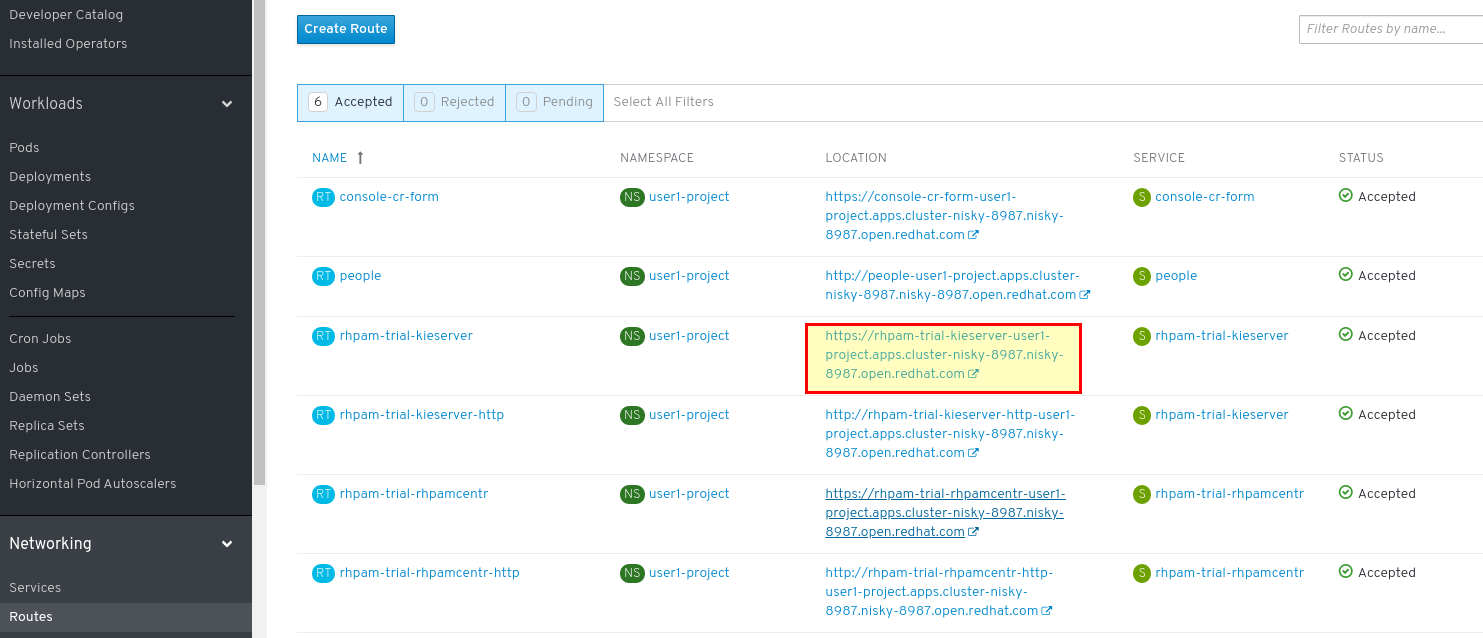 Developer Catalog
Installed Operators
Workloads
Pods
Deployments
Deployment Configs
Stateful Sets
Secrets
Config Maps
Cron Jobs
Jobs
Daemon Sets
Replica Sets
Replication Controllers
Horizontal Pod Autoscalers
Networking
Services
Routes
Create Route
Filter Routes by name...
6 Accepted 0 Rejected 0 Pending Select All Filters
NAME NAMESPACE LOCATION SERVICE STATUS
RT console-cr-form NS user1-project https://console-cr-form-user1- S console-cr-form Accepted
project.apps.cluster-nisky-8987.nisky-
8987.open.redhat.com
RT people NS user1-project http://people-user1-project.apps.cluster- S people Accepted
nisky-8987.nisky-8987.open.redhat.com
RT rhpam-trial-kieserver NS user1-project https://rhpam-trial-kieserver-user1- S rhpam-trial-kieserver Accepted
project.apps.cluster-nisky-8987.nisky-
8987.open.redhat.com
RT rhpam-trial-kieserver-http NS user1-project http://rhpam-trial-kieserver-http-user1- S rhpam-trial-kieserver Accepted
project.apps.cluster-nisky-8987.nisky-
8987.open.redhat.com
RT rhpam-trial-rhpamcentr NS user1-project https://rhpam-trial-rhpamcentr-user1- S rhpam-trial-rhpamcentr Accepted
project.apps.cluster-nisky-8987.nisky-
8987.open.redhat.com
RT rhpam-trial-rhpamcentr-http NS user1-project http://rhpam-trial-rhpamcentr-http- S rhpam-trial-rhpamcentr Accepted
user1-project.apps.cluster-nisky-
8987.nisky-8987.open.redhat.com